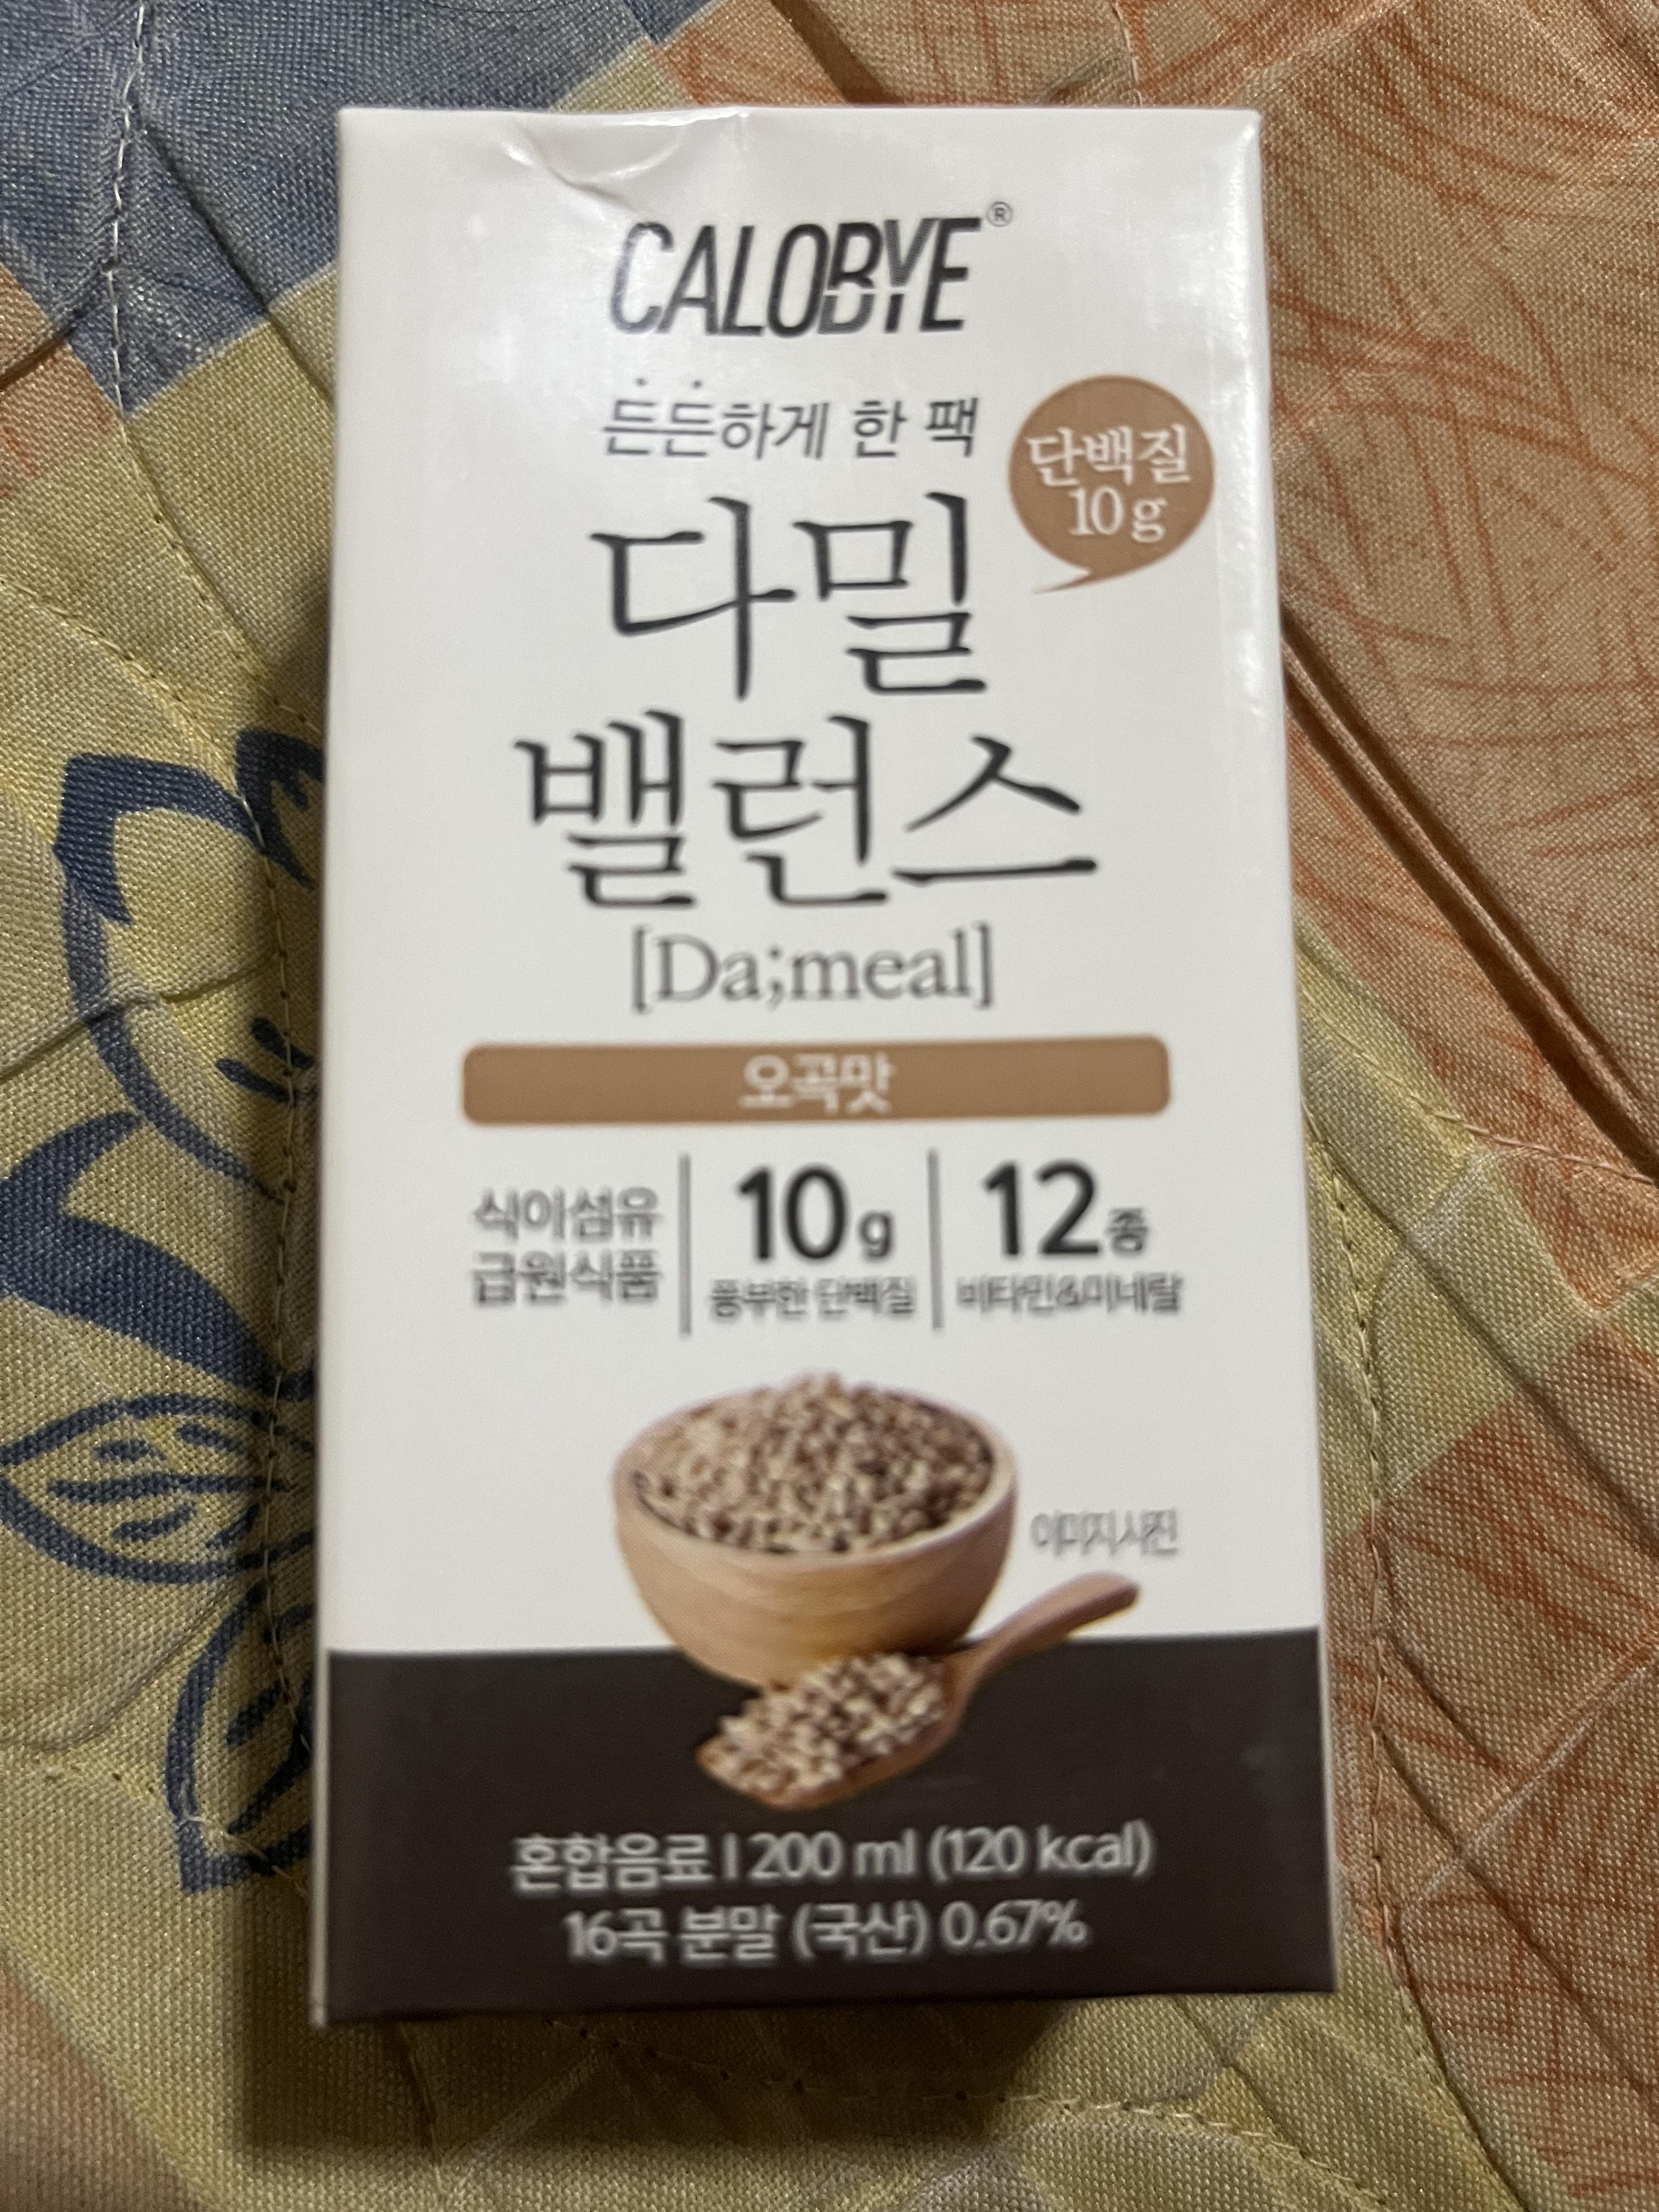 CALOBYE®
든든하게 한 팩
단백질
10g
다밀
밸런스
[Da;meal]
오곡맛
식이섬유
급원식품
10g
풍부한 단백질
12종
비타민&미네랄
이미지사진
혼합음료 | 200 ml (120 kcal)
16곡 분말 (국산) 0.67%